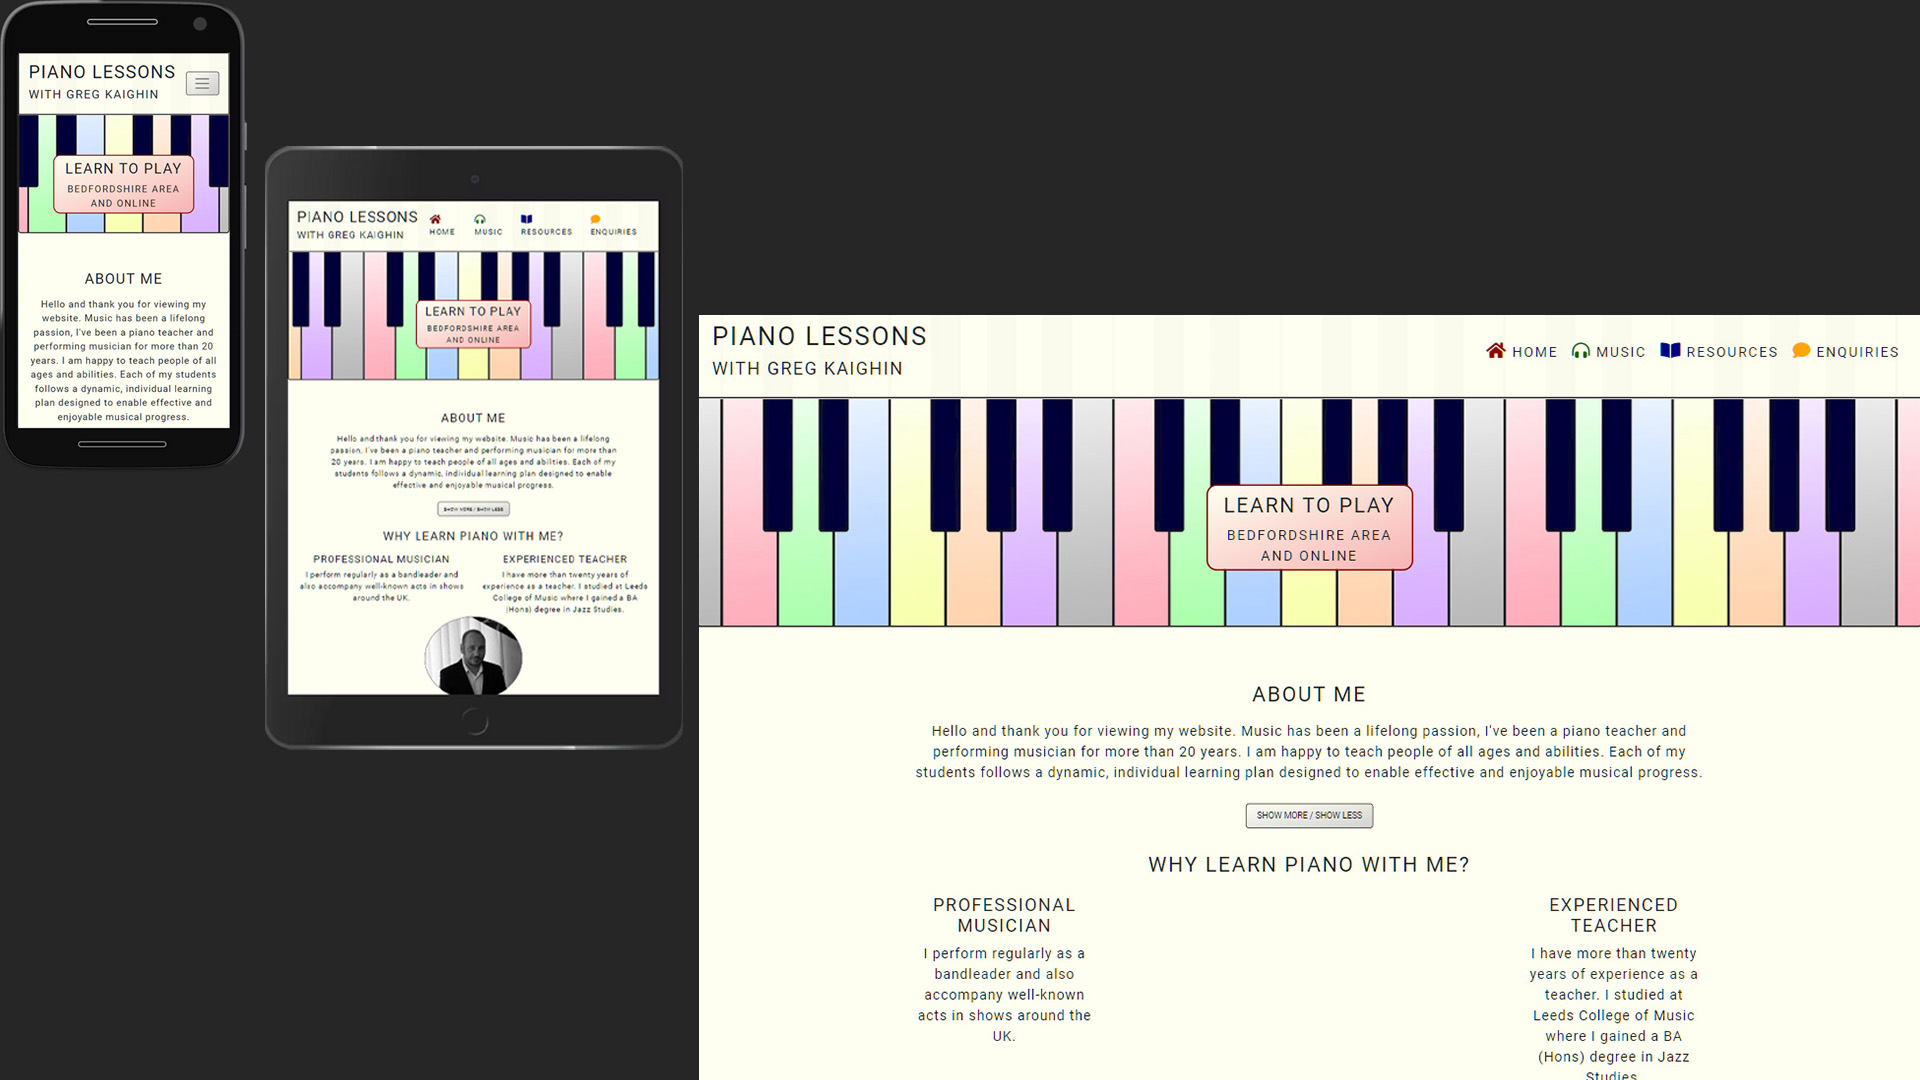 PIANO LESSONS
WITH GREG KAIGHIN
LEARN TO PLAY
BEDFORDSHIRE AREA
AND ONLINE
ABOUT ME
Hello and thank you for viewing my
website. Music has been a lifelong
passion, I've been a piano teacher and
performing musician for more than 20
years. I am happy to teach people of all
ages and abilities. Each of my students
follows a dynamic, individual learning
plan designed to enable effective and
enjoyable musical progress.
PIANO LESSONS
WITH GREG KAIGHIN
HOME
MUSIC
RESOURCES
ENQUIRIES
LEARN TO PLAY
BEDFORDSHIRE AREA
AND ONLINE
ABOUT ME
Hello and thank you for viewing my website. Music has been a lifelong
passion, I've been a piano teacher and performing musician for more than
20 years. I am happy to teach people of all ages and abilities. Each of my
students follows a dynamic, individual learning plan designed to enable
effective and enjoyable musical progress.
SHOW MORE / SHOW LESS
WHY LEARN PIANO WITH ME?
PROFESSIONAL MUSICIAN
I perform regularly as a bandleader and
also accompany well-known acts in shows
around the UK.
EXPERIENCED TEACHER
I have more than twenty years of
experience as a teacher. I studied at Leeds
College of Music where I gained a BA
(Hons) degree in Jazz Studies.
PIANO LESSONS
WITH GREG KAIGHIN
HOME MUSIC RESOURCES ENQUIRIES
LEARN TO PLAY
BEDFORDSHIRE AREA
AND ONLINE
ABOUT ME
Hello and thank you for viewing my website. Music has been a lifelong passion, I've been a piano teacher and
performing musician for more than 20 years. I am happy to teach people of all ages and abilities. Each of my
students follows a dynamic, individual learning plan designed to enable effective and enjoyable musical progress.
SHOW MORE / SHOW LESS
WHY LEARN PIANO WITH ME?
PROFESSIONAL
MUSICIAN
I perform regularly as a
bandleader and also
accompany well-known
acts in shows around the
UK.
EXPERIENCED
TEACHER
I have more than twenty
years of experience as a
teacher. I studied at
Leeds College of Music
where I gained a BA
(Hons) degree in Jazz
Studies.